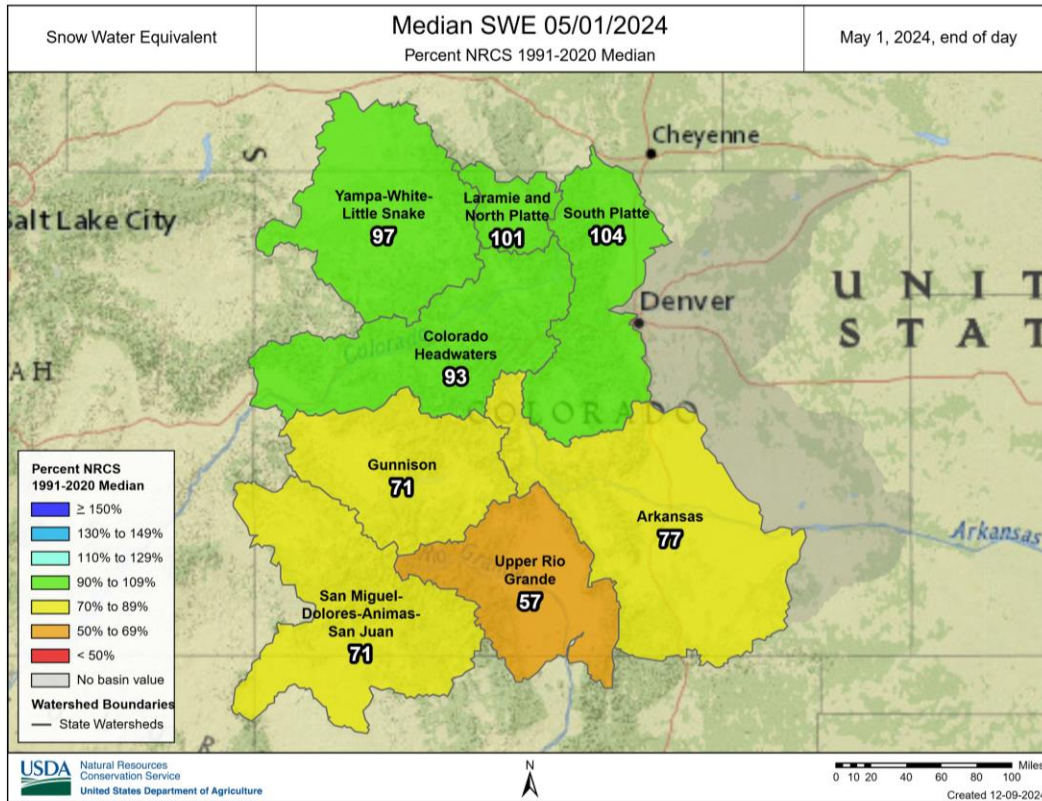 Snow Water Equivalent
Median SWE 05/01/2024
Percent NRCS 1991-2020 Median
May 1, 2024, end of day
Cheyenne
S
Salt Lake City
Yampa-White-
Little Snake
97
Laramie and
North Platte
101
South Platte
104
UNIT
STAT
Denver
Colorado
Colorado
Headwaters
93
AH
COLORADO
Gunnison
71
Arkansas
77
Arkansas
Upper Rio
Grande
57
San Miguel-
Dolores-Animas-
San Juan
71
Percent NRCS
1991-2020 Median
≥ 150%
130% to 149%
110% to 129%
90% to 109%
70% to 89%
50% to 69%
< 50%
No basin value
Watershed Boundaries
State Watersheds
R
USDA
Natural Resources
Conservation Service
United States Department of Agriculture
N
Miles
0 10 20 40 60 80 100
Created 12-09-2024